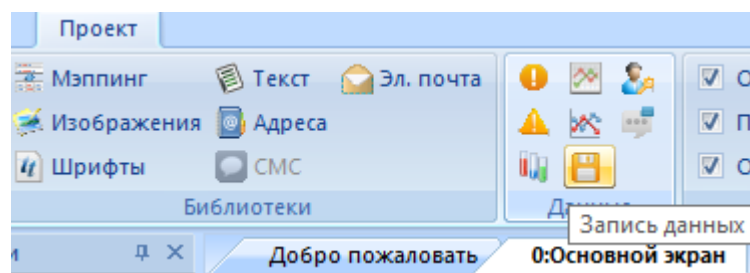 Проект
Мэппинг Текст Эл. почта
Изображения Адреса
Шрифты СМС
Библиотеки
Запись данных
Добро пожаловать 0:Основной экран